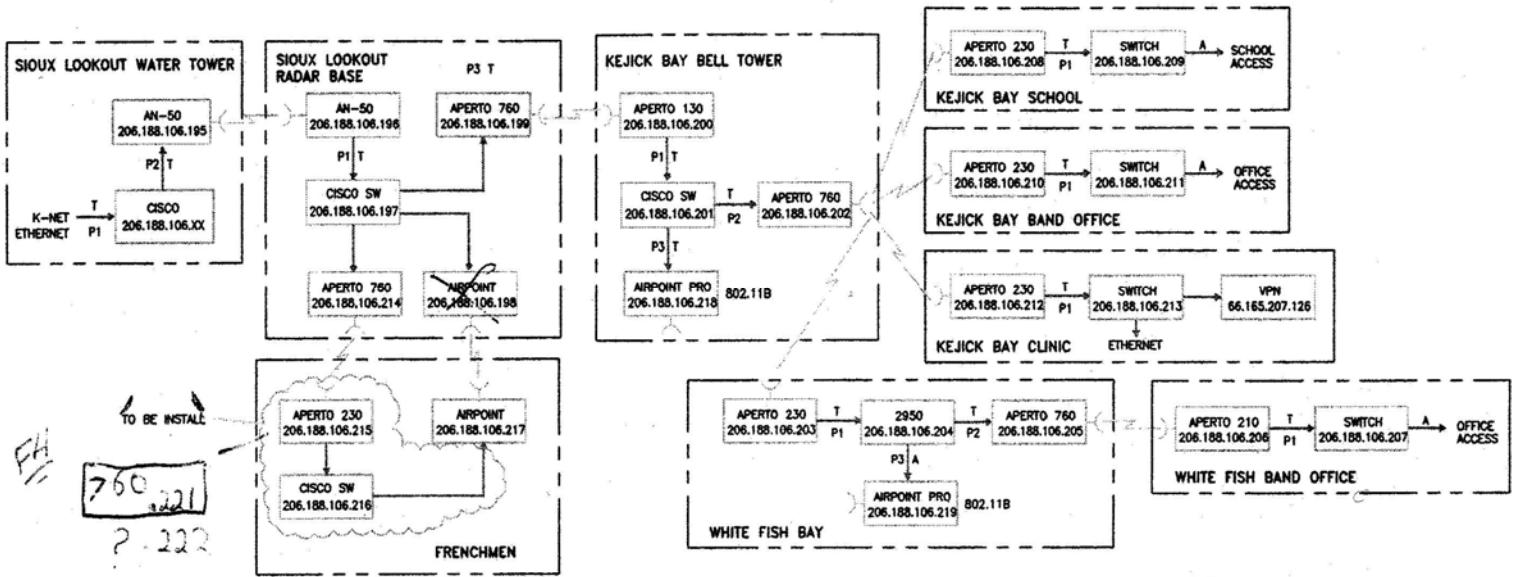 SIOUX LOOKOUT WATER TOWER
AN-50
206.188.106.195
P2 T
K-NET
ETHERNET
T
P1
CISCO
206.188.106.XX
SIOUX LOOKOUT
RADAR BASE
P3 T
AN-50
206.188.106.196
APERTO 760
206.188.106.199
P1 T
CISCO SW
206.188.106.197
APERTO 760
206.188.106.214
AIRPOINT
206.188.106.198
KEJICK BAY BELL TOWER
APERTO 130
206.188.106.200
P1 T
CISCO SW
206.188.106.201
T
P2
APERTO 760
206.188.106.202
P3 T
AIRPOINT PRO
206.188.106.218
802.11B
APERTO 230
206.188.106.208
T
P1
SWITCH
206.188.106.209
A
SCHOOL
ACCESS
KEJICK BAY SCHOOL
APERTO 230
206.188.106.210
T
P1
SWITCH
206.188.106.211
A
OFFICE
ACCESS
KEJICK BAY BAND OFFICE
APERTO 230
206.188.106.212
T
P1
SWITCH
206.188.106.213
VPN
66.165.207.126
ETHERNET
KEJICK BAY CLINIC
TO BE INSTALL
APERTO 230
206.188.106.215
AIRPOINT
206.188.106.217
CISCO SW
206.188.106.216
FRENCHMEN
FH
760
.221
? .222
APERTO 230
206.188.106.203
T
P1
2950
206.188.106.204
T
P2
APERTO 760
206.188.106.205
P3 A
AIRPOINT PRO
206.188.106.219
802.11B
WHITE FISH BAY
APERTO 210
206.188.106.206
T
P1
SWITCH
206.188.106.207
A
OFFICE
ACCESS
WHITE FISH BAND OFFICE